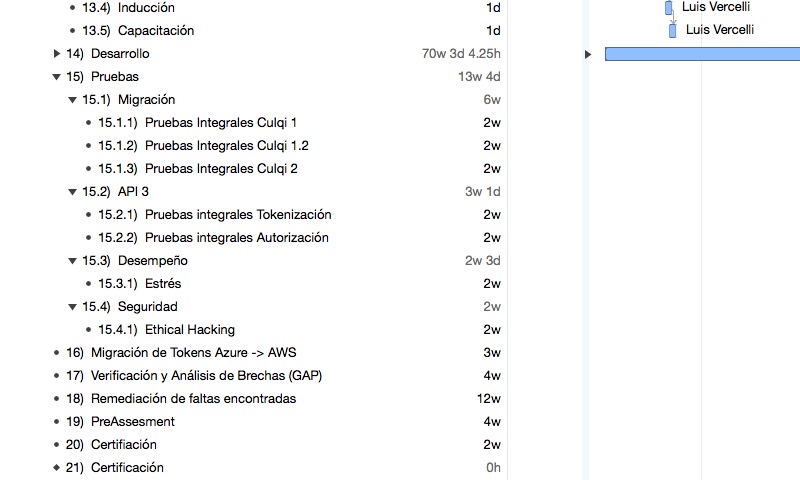 13.4) Inducción 1d Luis Vercelli
13.5) Capacitación 1d Luis Vercelli
14) Desarrollo 70w 3d 4.25h
15) Pruebas 13w 4d
15.1) Migración 6w
15.1.1) Pruebas Integrales Culqi 1 2w
15.1.2) Pruebas Integrales Culqi 1.2 2w
15.1.3) Pruebas Integrales Culqi 2 2w
15.2) API 3 3w 1d
15.2.1) Pruebas integrales Tokenización 2w
15.2.2) Pruebas integrales Autorización 2w
15.3) Desempeño 2w 3d
15.3.1) Estrés 2w
15.4) Seguridad 2w
15.4.1) Ethical Hacking 2w
16) Migración de Tokens Azure -> AWS 3w
17) Verificación y Análisis de Brechas (GAP) 4w
18) Remediación de faltas encontradas 12w
19) PreAssesment 4w
20) Certifiación 2w
21) Certificación 0h